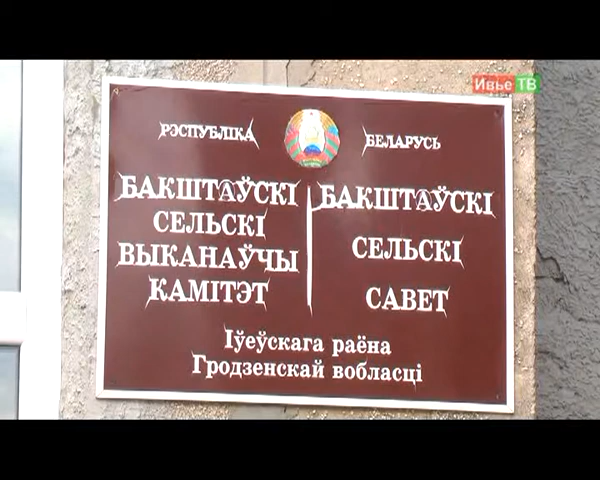 Ивье ТВ
РЭСПУБЛІКА БЕЛАРУСЬ
БАКШТАЎСКІ
СЕЛЬСКІ
ВЫКАНАЎЧЫ
КАМІТЭТ
БАКШТАЎСКІ
СЕЛЬСКІ
САВЕТ
Іўеўскага раёна
Гродзенскай вобласці